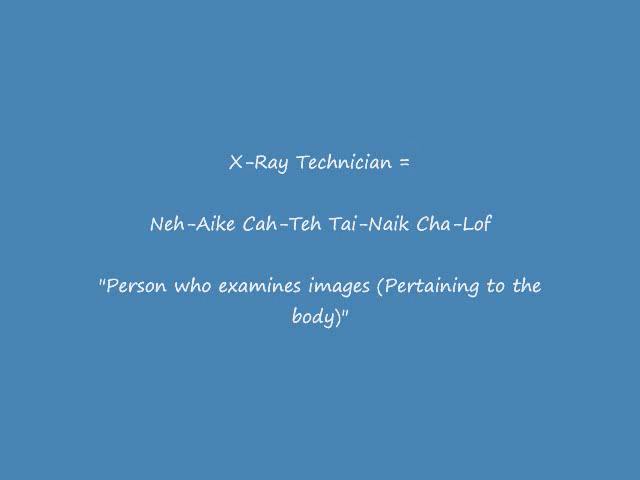 X-Ray Technician =
Neh-Aike Cah-Teh Tai-Naik Cha-Lof
"Person who examines images (Pertaining to the
body)"